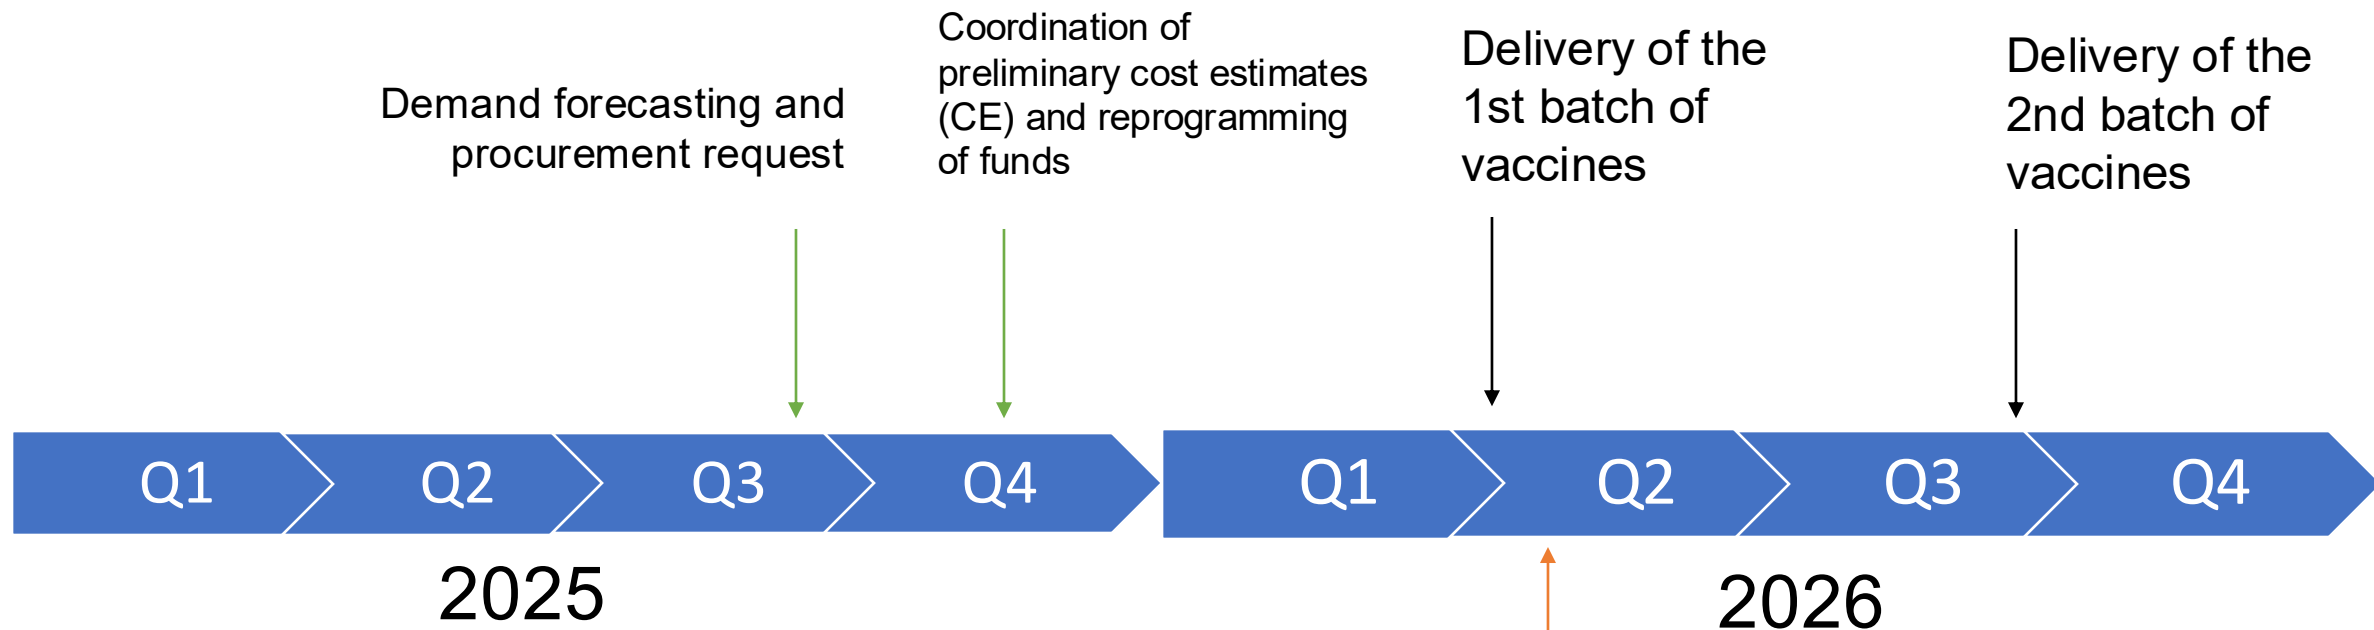 Demand forecasting and
procurement request
Coordination of
preliminary cost estimates
(CE) and reprogramming
of funds
Delivery of the
1st batch of
vaccines
Delivery of the
2nd batch of
vaccines
Q1
Q2
Q3
Q4
Q1
Q2
Q3
Q4
2025
2026